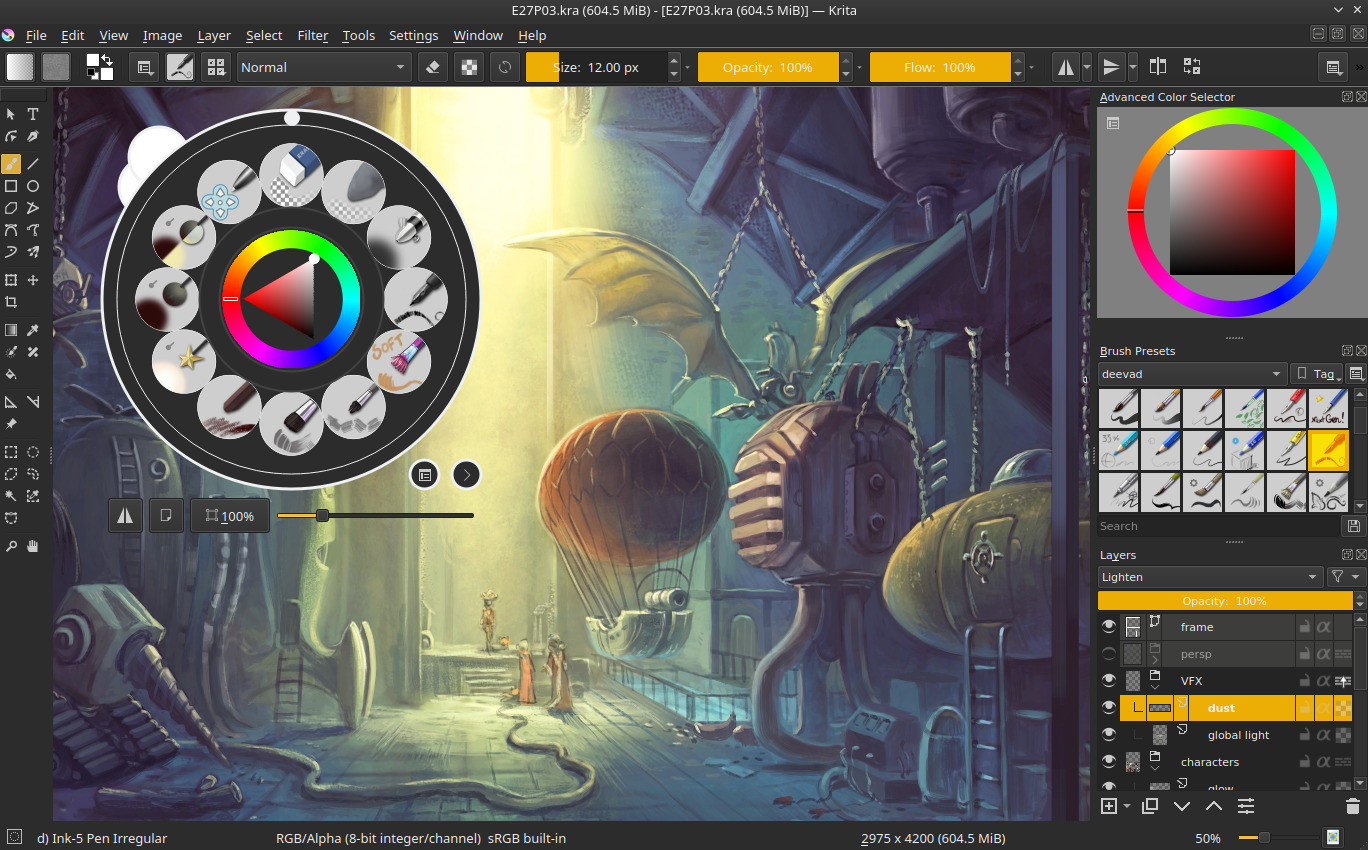 E27P03.kra (604.5 MiB) - [E27P03.kra (604.5 MiB)] — Krita
File Edit View Image Layer Select Filter Tools Settings Window Help
Normal Size: 12.00 px Opacity: 100% Flow: 100%
Advanced Color Selector
SOFT
Brush Presets
deevad Tag
100%
Search
Layers
Lighten
Opacity: 100%
frame
persp
VFX
dust
global light
characters
glow
d) Ink-5 Pen Irregular RGB/Alpha (8-bit integer/channel) sRGB built-in 2975 x 4200 (604.5 MiB) 50%